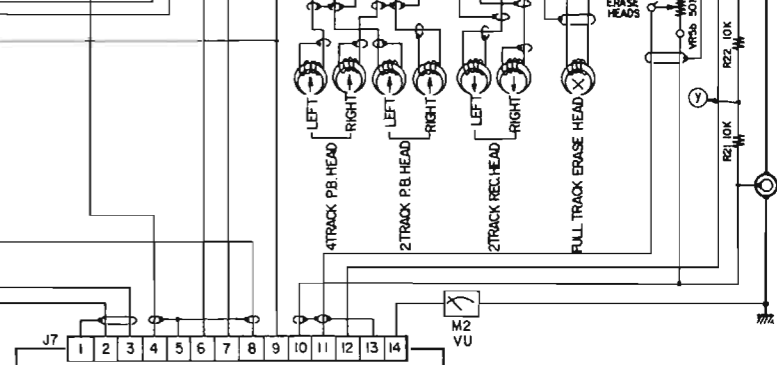 ERASE
HEADS
50K
VR5b
R22 10K
Y
R21 10K
LEFT
RIGHT
LEFT
RIGHT
LEFT
RIGHT
4TRACK P.B. HEAD
2TRACK P.B. HEAD
2TRACK REC. HEAD
FULL TRACK ERASE HEAD
M2
VU
J7
1 2 3 4 5 6 7 8 9 10 11 12 13 14